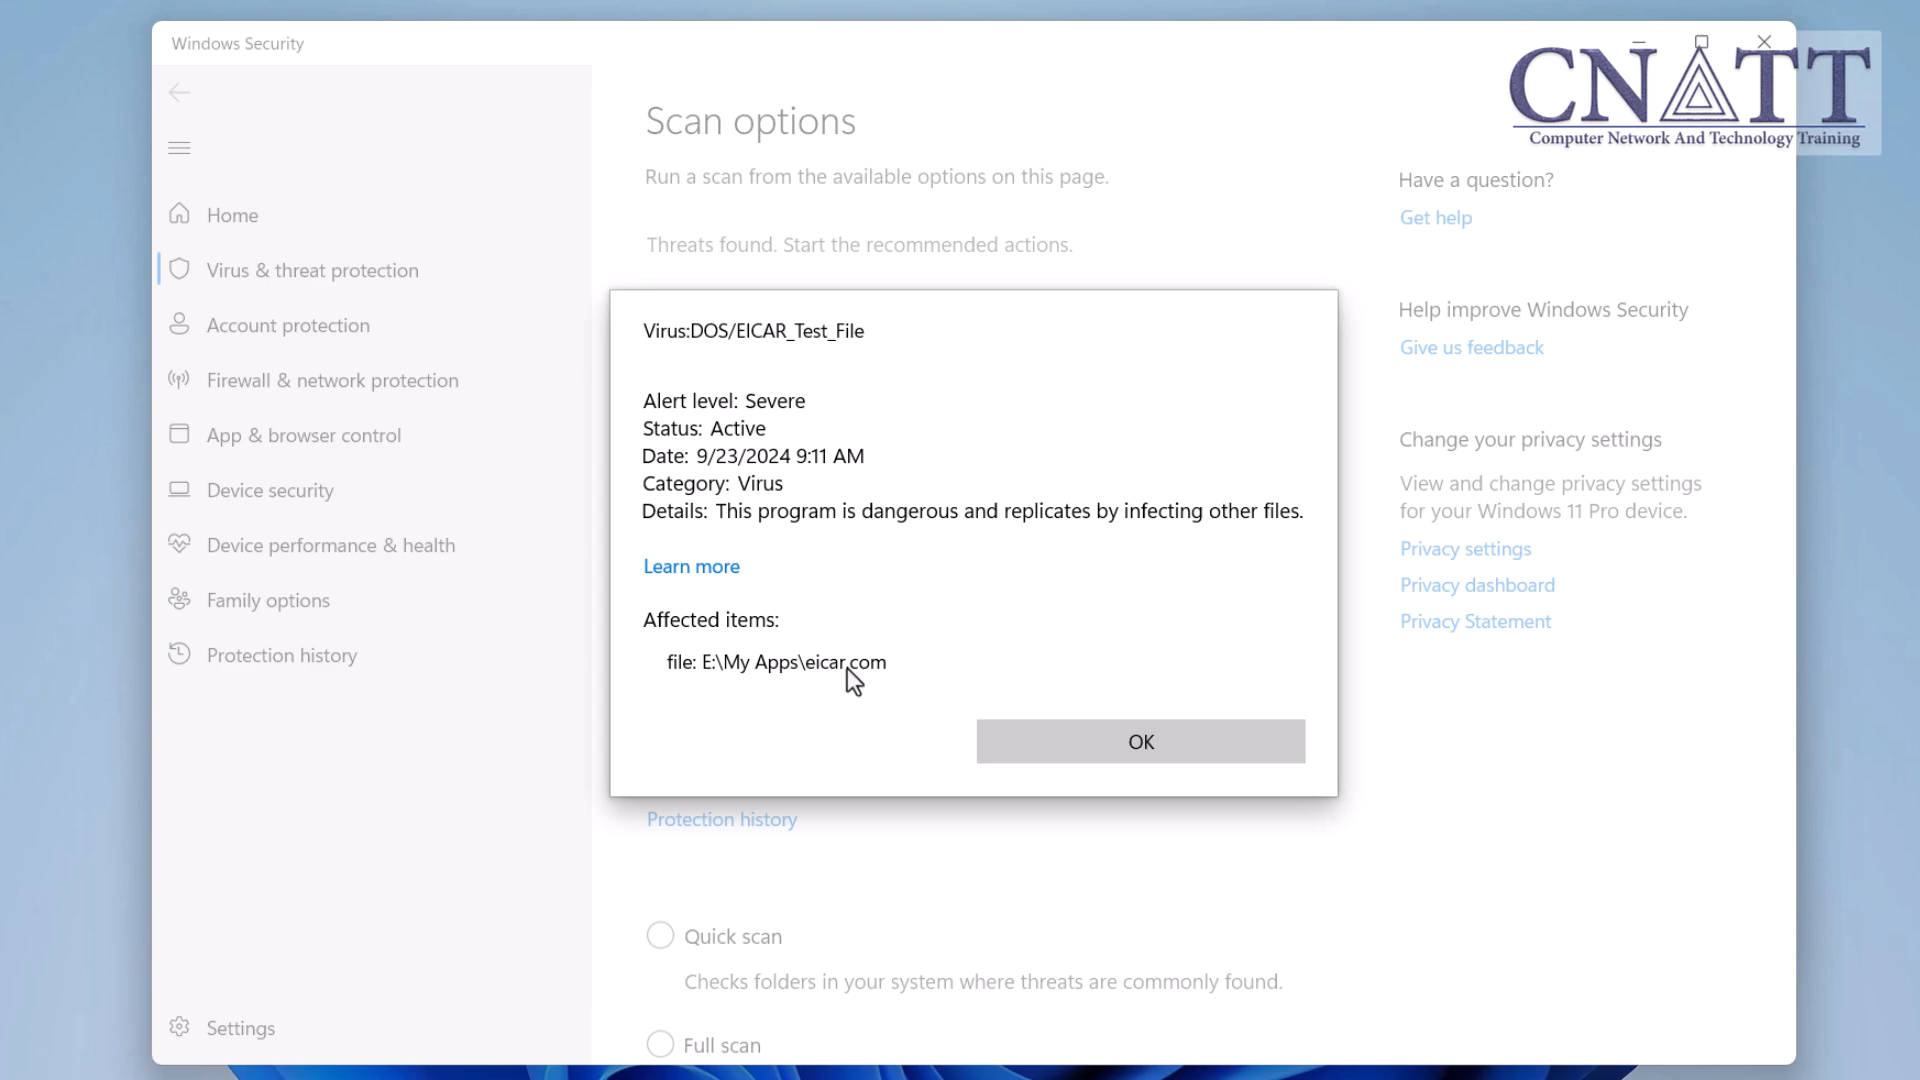 Windows Security
CNATT
Computer Network And Technology Training
Scan options
Run a scan from the available options on this page.
Threats found. Start the recommended actions.
Home
Virus & threat protection
Account protection
Firewall & network protection
App & browser control
Device security
Device performance & health
Family options
Protection history
Settings
Virus:DOS/EICAR_Test_File
Alert level: Severe
Status: Active
Date: 9/23/2024 9:11 AM
Category: Virus
Details: This program is dangerous and replicates by infecting other files.
Learn more
Affected items:
file: E:\My Apps\eicar.com
OK
Protection history
Quick scan
Checks folders in your system where threats are commonly found.
Full scan
Have a question?
Get help
Help improve Windows Security
Give us feedback
Change your privacy settings
View and change privacy settings
for your Windows 11 Pro device.
Privacy settings
Privacy dashboard
Privacy Statement